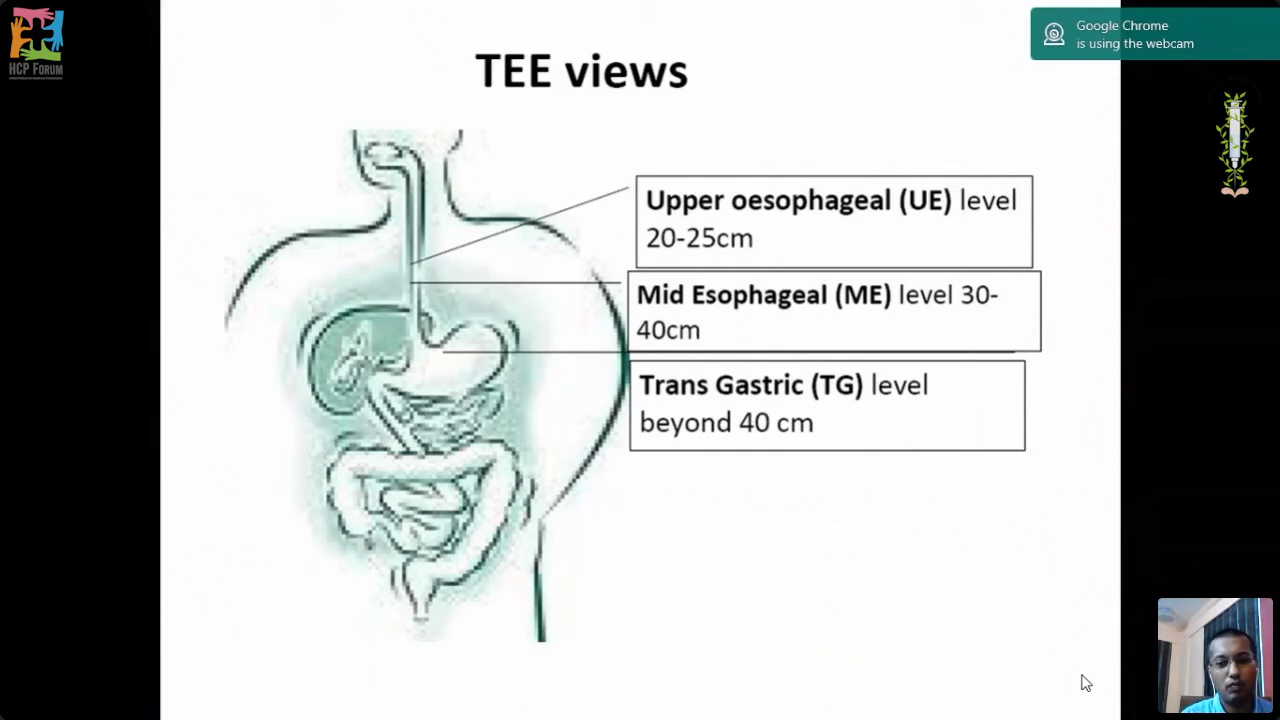 HCP FORUM
Google Chrome
is using the webcam
TEE views
Upper oesophageal (UE) level
20-25cm
Mid Esophageal (ME) level 30-
40cm
Trans Gastric (TG) level
beyond 40 cm